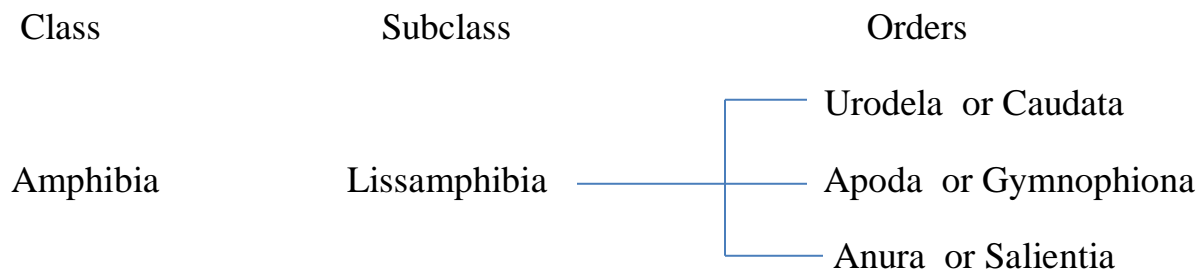 Class Subclass Orders
Urodela or Caudata
Amphibia Lissamphibia Apoda or Gymnophiona
Anura or Salientia